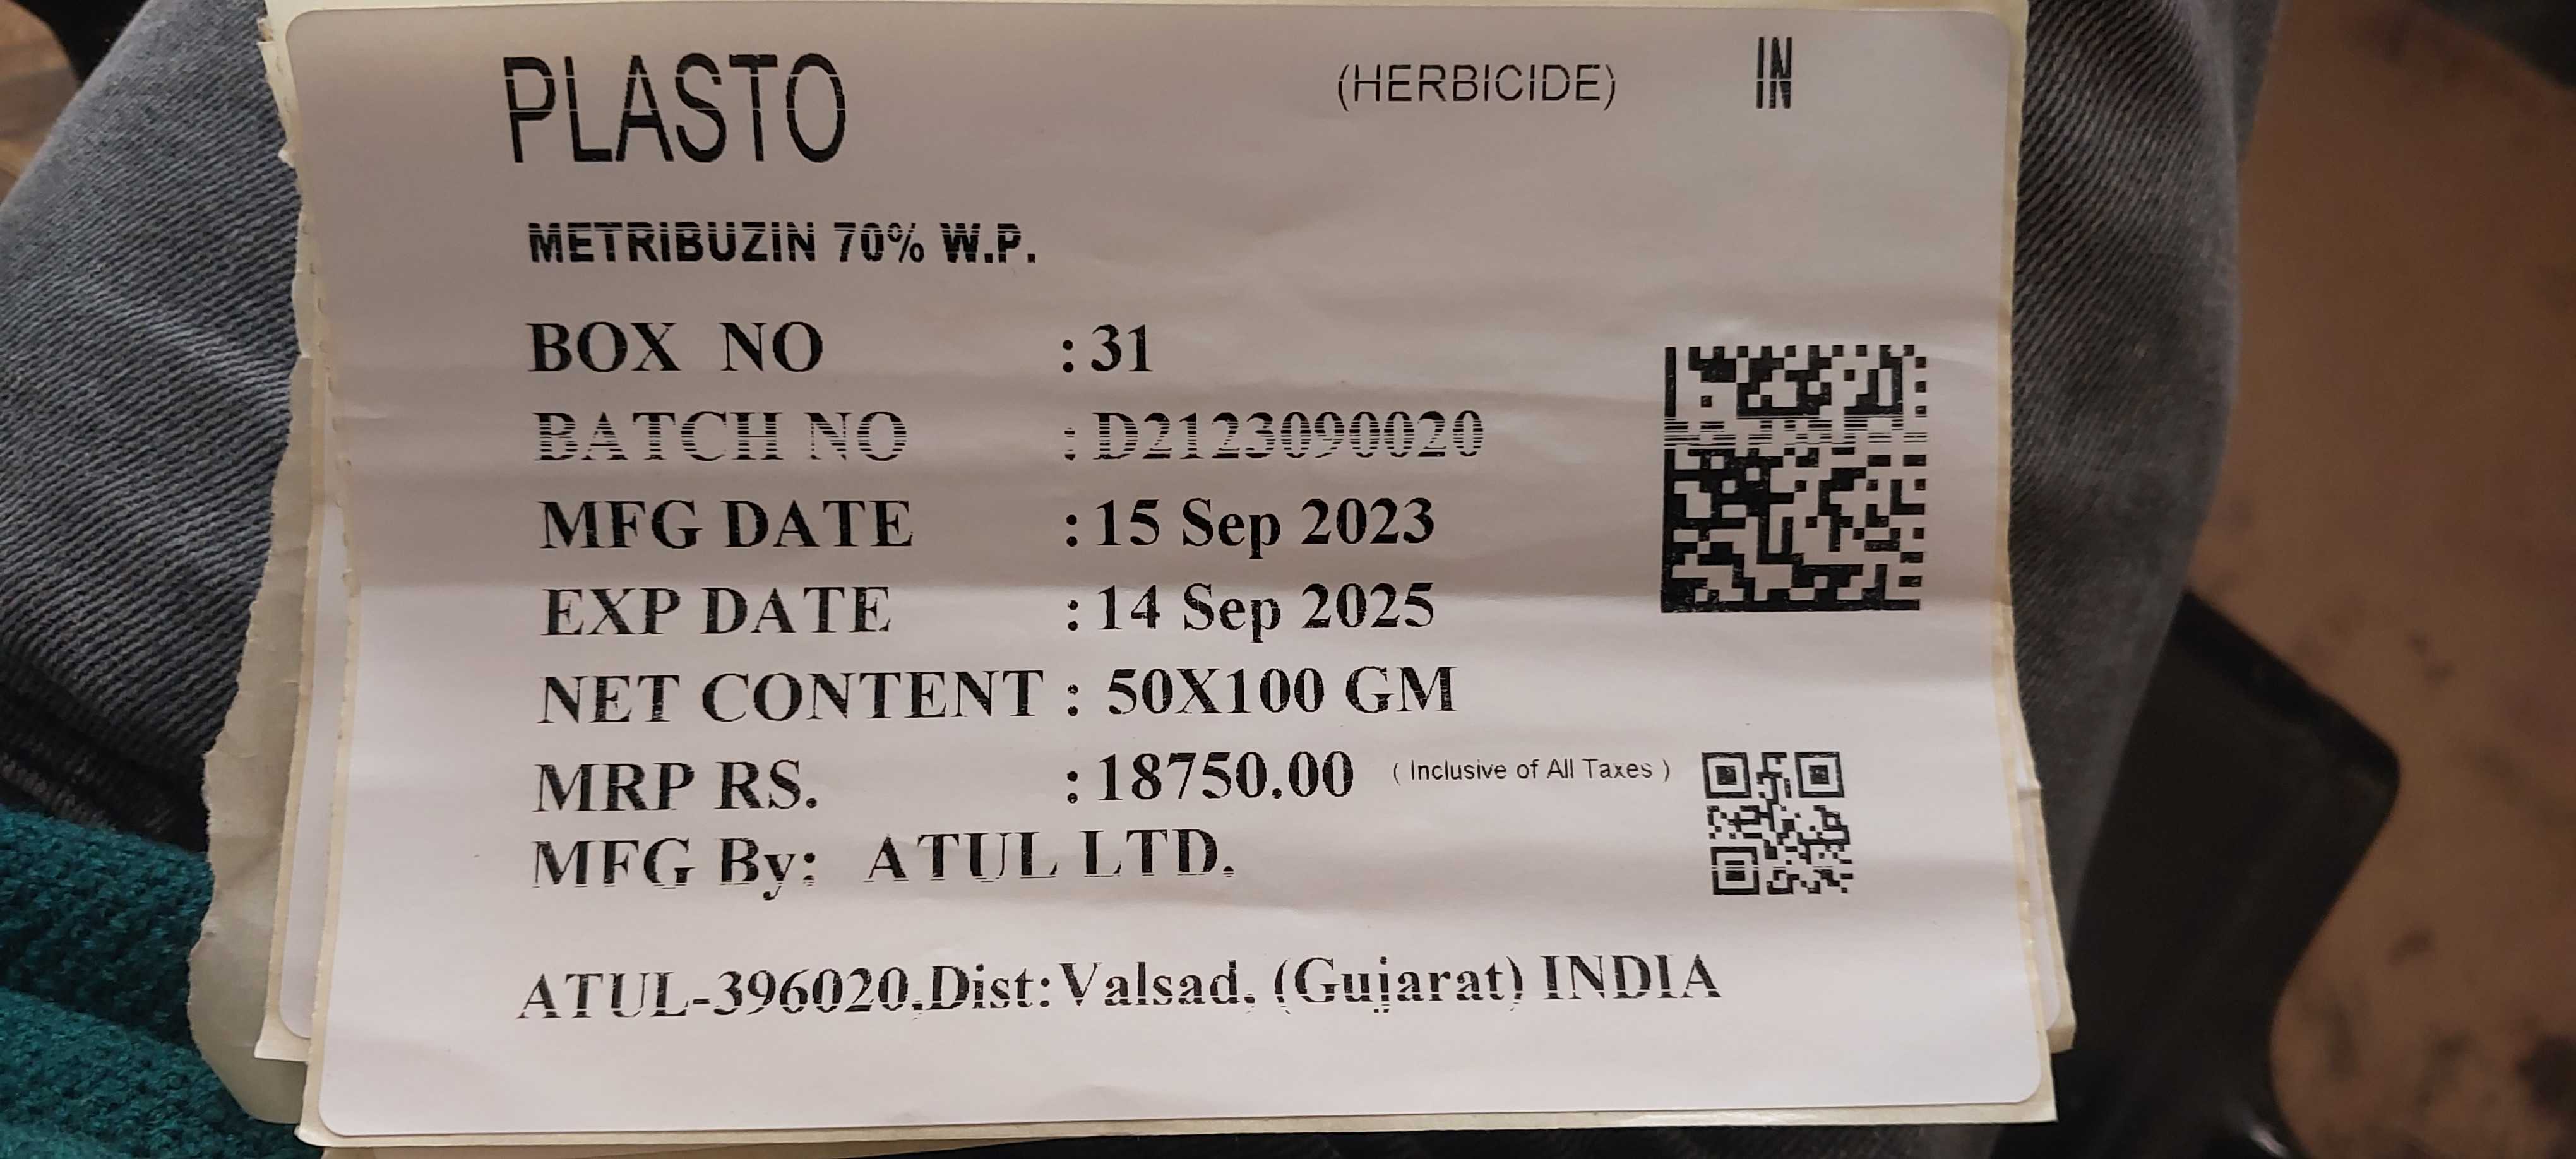 PLASTO (HERBICIDE) IN
METRIBUZIN 70% W.P.
BOX NO : 31
BATCH NO : D2123090020
MFG DATE : 15 Sep 2023
EXP DATE : 14 Sep 2025
NET CONTENT : 50X100 GM
MRP RS. : 18750.00 ( Inclusive of All Taxes )
MFG By: ATUL LTD.
ATUL-396020,Dist:Valsad, (Gujarat) INDIA